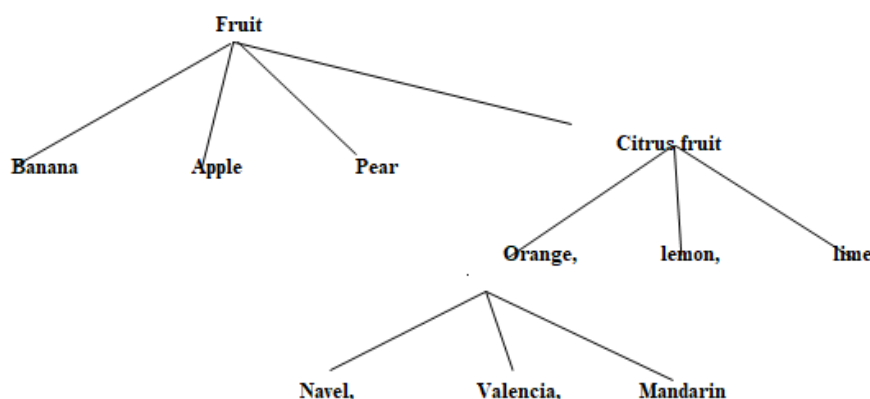 Fruit
Citrus fruit
Banana Apple Pear
Orange, lemon, lime
Navel, Valencia, Mandarin